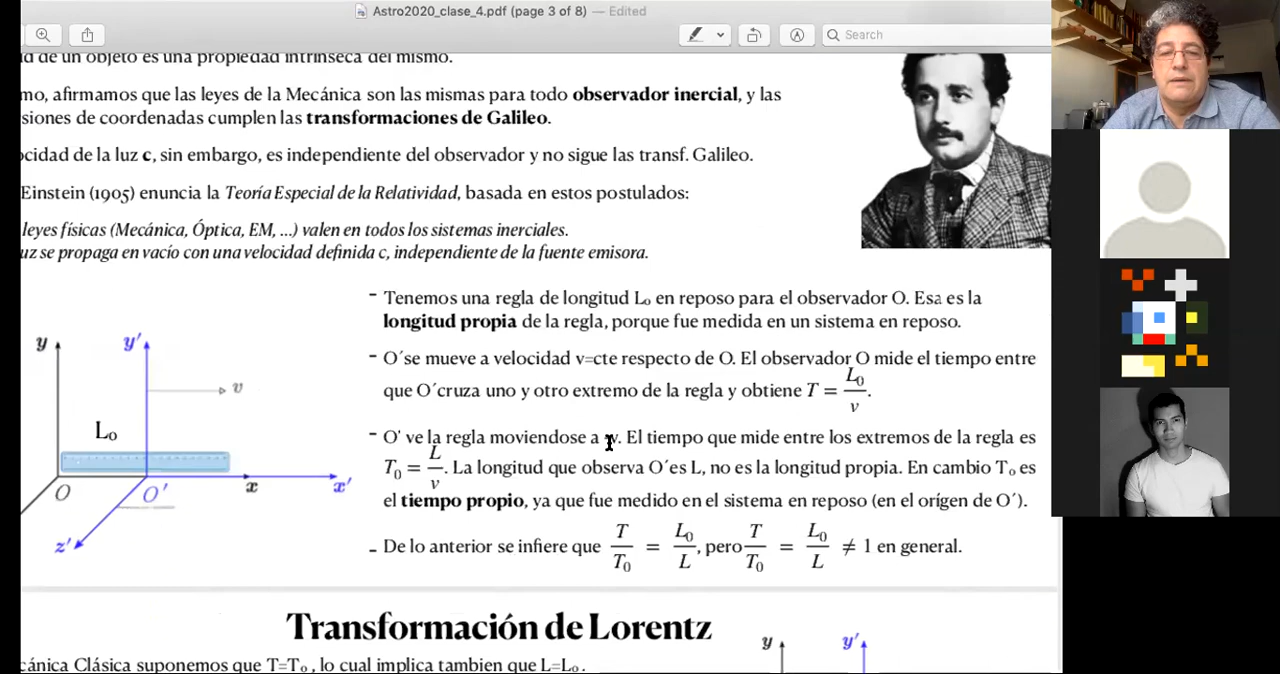 Astro2020_clase_4.pdf (page 3 of 8) — Edited
Search
de un objeto es una propiedad intrínseca del mismo.
mo, afirmamos que las leyes de la Mecánica son las mismas para todo observador inercial, y las
siones de coordenadas cumplen las transformaciones de Galileo.
ocidad de la luz c, sin embargo, es independiente del observador y no sigue las transf. Galileo.
Einstein (1905) enuncia la Teoría Especial de la Relatividad, basada en estos postulados:
leyes físicas (Mecánica, Óptica, EM, ...) valen en todos los sistemas inerciales.
uz se propaga en vacío con una velocidad definida c, independiente de la fuente emisora.
- Tenemos una regla de longitud L₀ en reposo para el observador O. Esa es la
longitud propia de la regla, porque fue medida en un sistema en reposo.
- O´se mueve a velocidad v=cte respecto de O. El observador O mide el tiempo entre
que O´cruza uno y otro extremo de la regla y obtiene T = L₀/v.
- O' ve la regla moviendose a -v. El tiempo que mide entre los extremos de la regla es
T₀ = L/v. La longitud que observa O´es L, no es la longitud propia. En cambio T₀ es
el tiempo propio, ya que fue medido en el sistema en reposo (en el orígen de O´).
- De lo anterior se infiere que T/T₀ = L₀/L, pero T/T₀ = L₀/L ≠ 1 en general.
y
y'
v
L₀
O
O'
x
x'
z'
Transformación de Lorentz
y
y'
cánica Clásica suponemos que T=T₀, lo cual implica tambien que L=L₀.